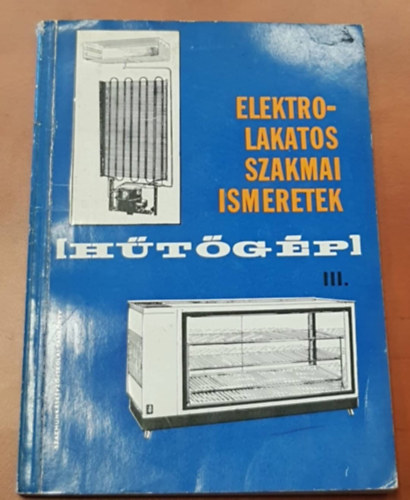 ELEKTRO-
LAKATOS
SZAKMAI
ISMERETEK
[HŰTŐGÉP]
III.